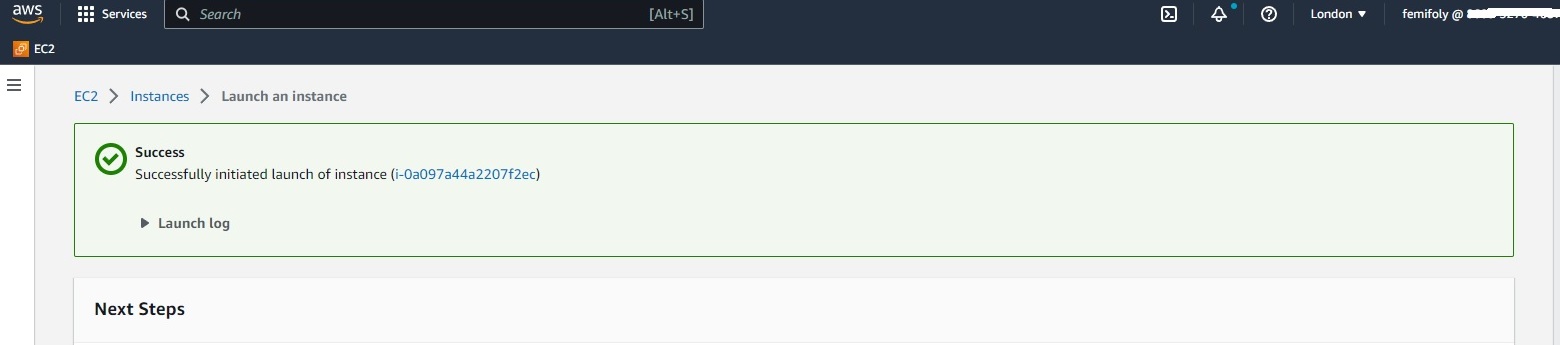 aws
Services
Search
[Alt+S]
London
femifoly @
EC2
EC2
Instances
Launch an instance
Success
Successfully initiated launch of instance (i-0a097a44a2207f2ec)
Launch log
Next Steps